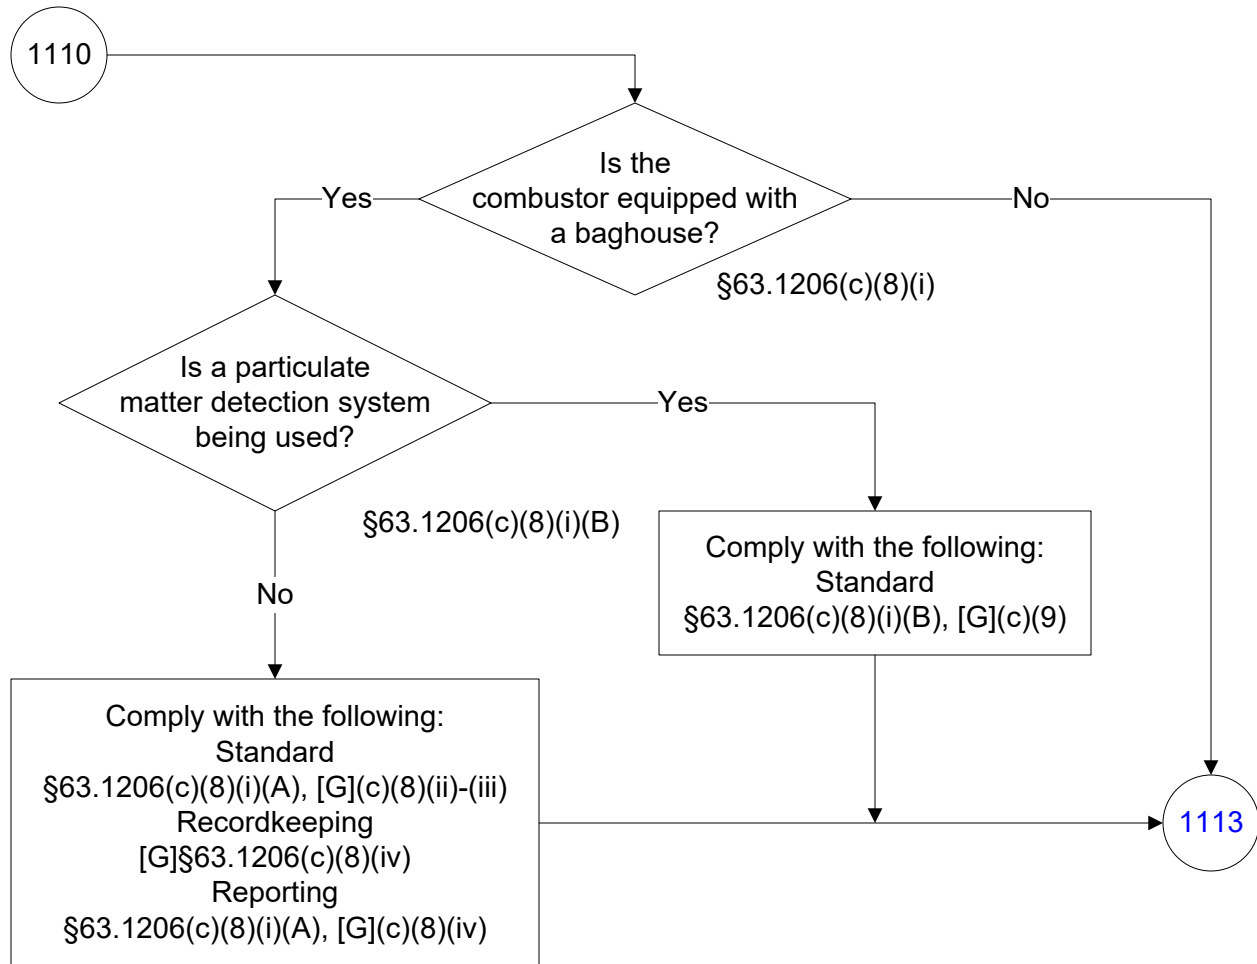 1110
Is the
combustor equipped with
a baghouse?
Yes
No
§63.1206(c)(8)(i)
Is a particulate
matter detection system
being used?
Yes
§63.1206(c)(8)(i)(B)
No
Comply with the following:
Standard
§63.1206(c)(8)(i)(B), [G](c)(9)
Comply with the following:
Standard
§63.1206(c)(8)(i)(A), [G](c)(8)(ii)-(iii)
Recordkeeping
[G]§63.1206(c)(8)(iv)
Reporting
§63.1206(c)(8)(i)(A), [G](c)(8)(iv)
1113